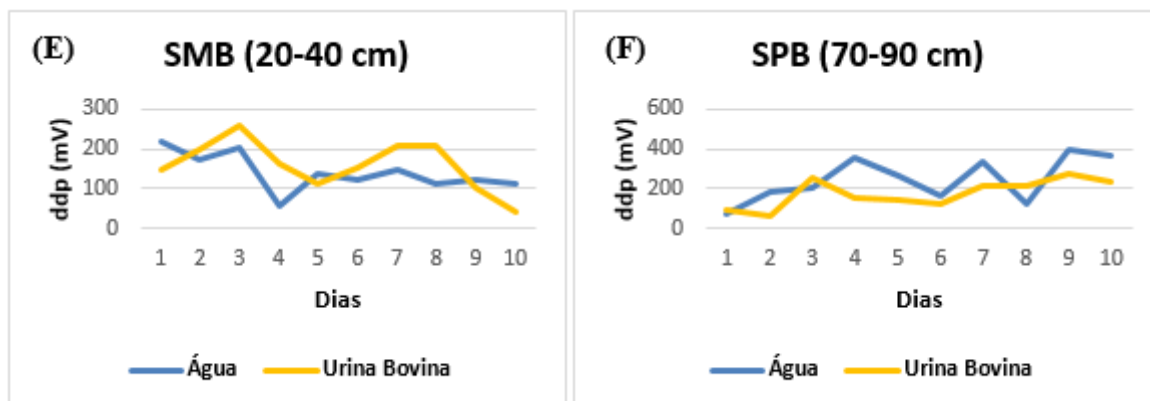 (E) SMB (20-40 cm)
300
200
100
0
ddp (mV)
1 2 3 4 5 6 7 8 9 10
Dias
Água Urina Bovina
(F) SPB (70-90 cm)
600
400
200
0
ddp (mV)
1 2 3 4 5 6 7 8 9 10
Dias
Água Urina Bovina